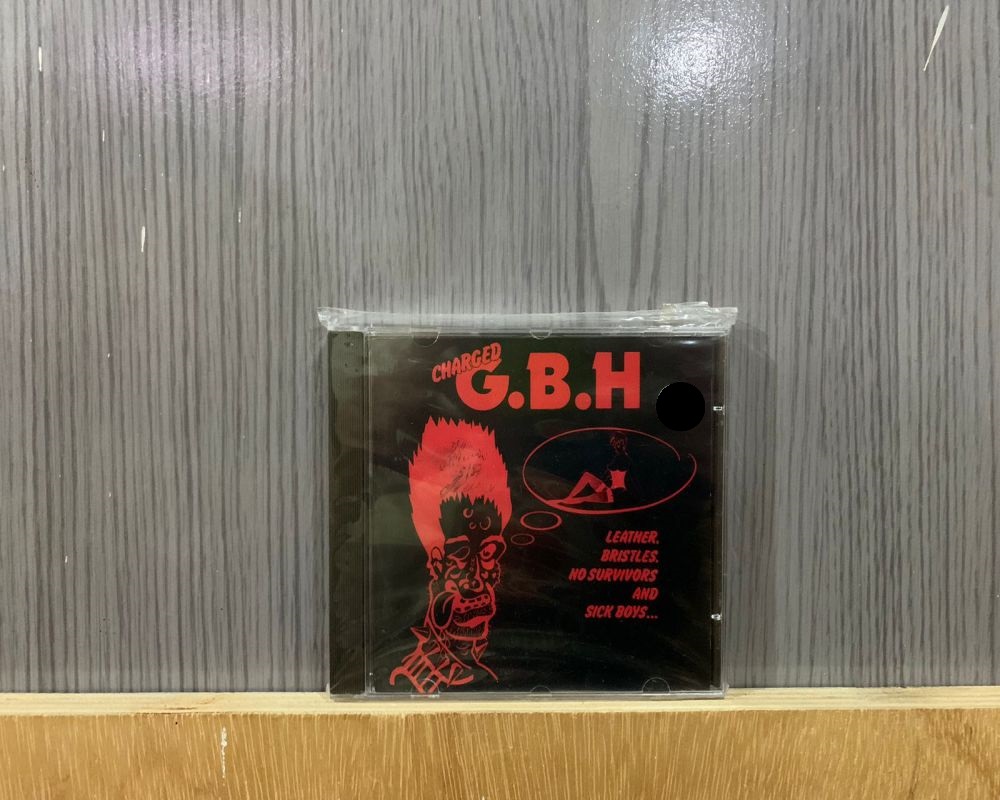 CHARGED
G.B.H
LEATHER,
BRISTLES,
NO SURVIVORS
AND
SICK BOYS...